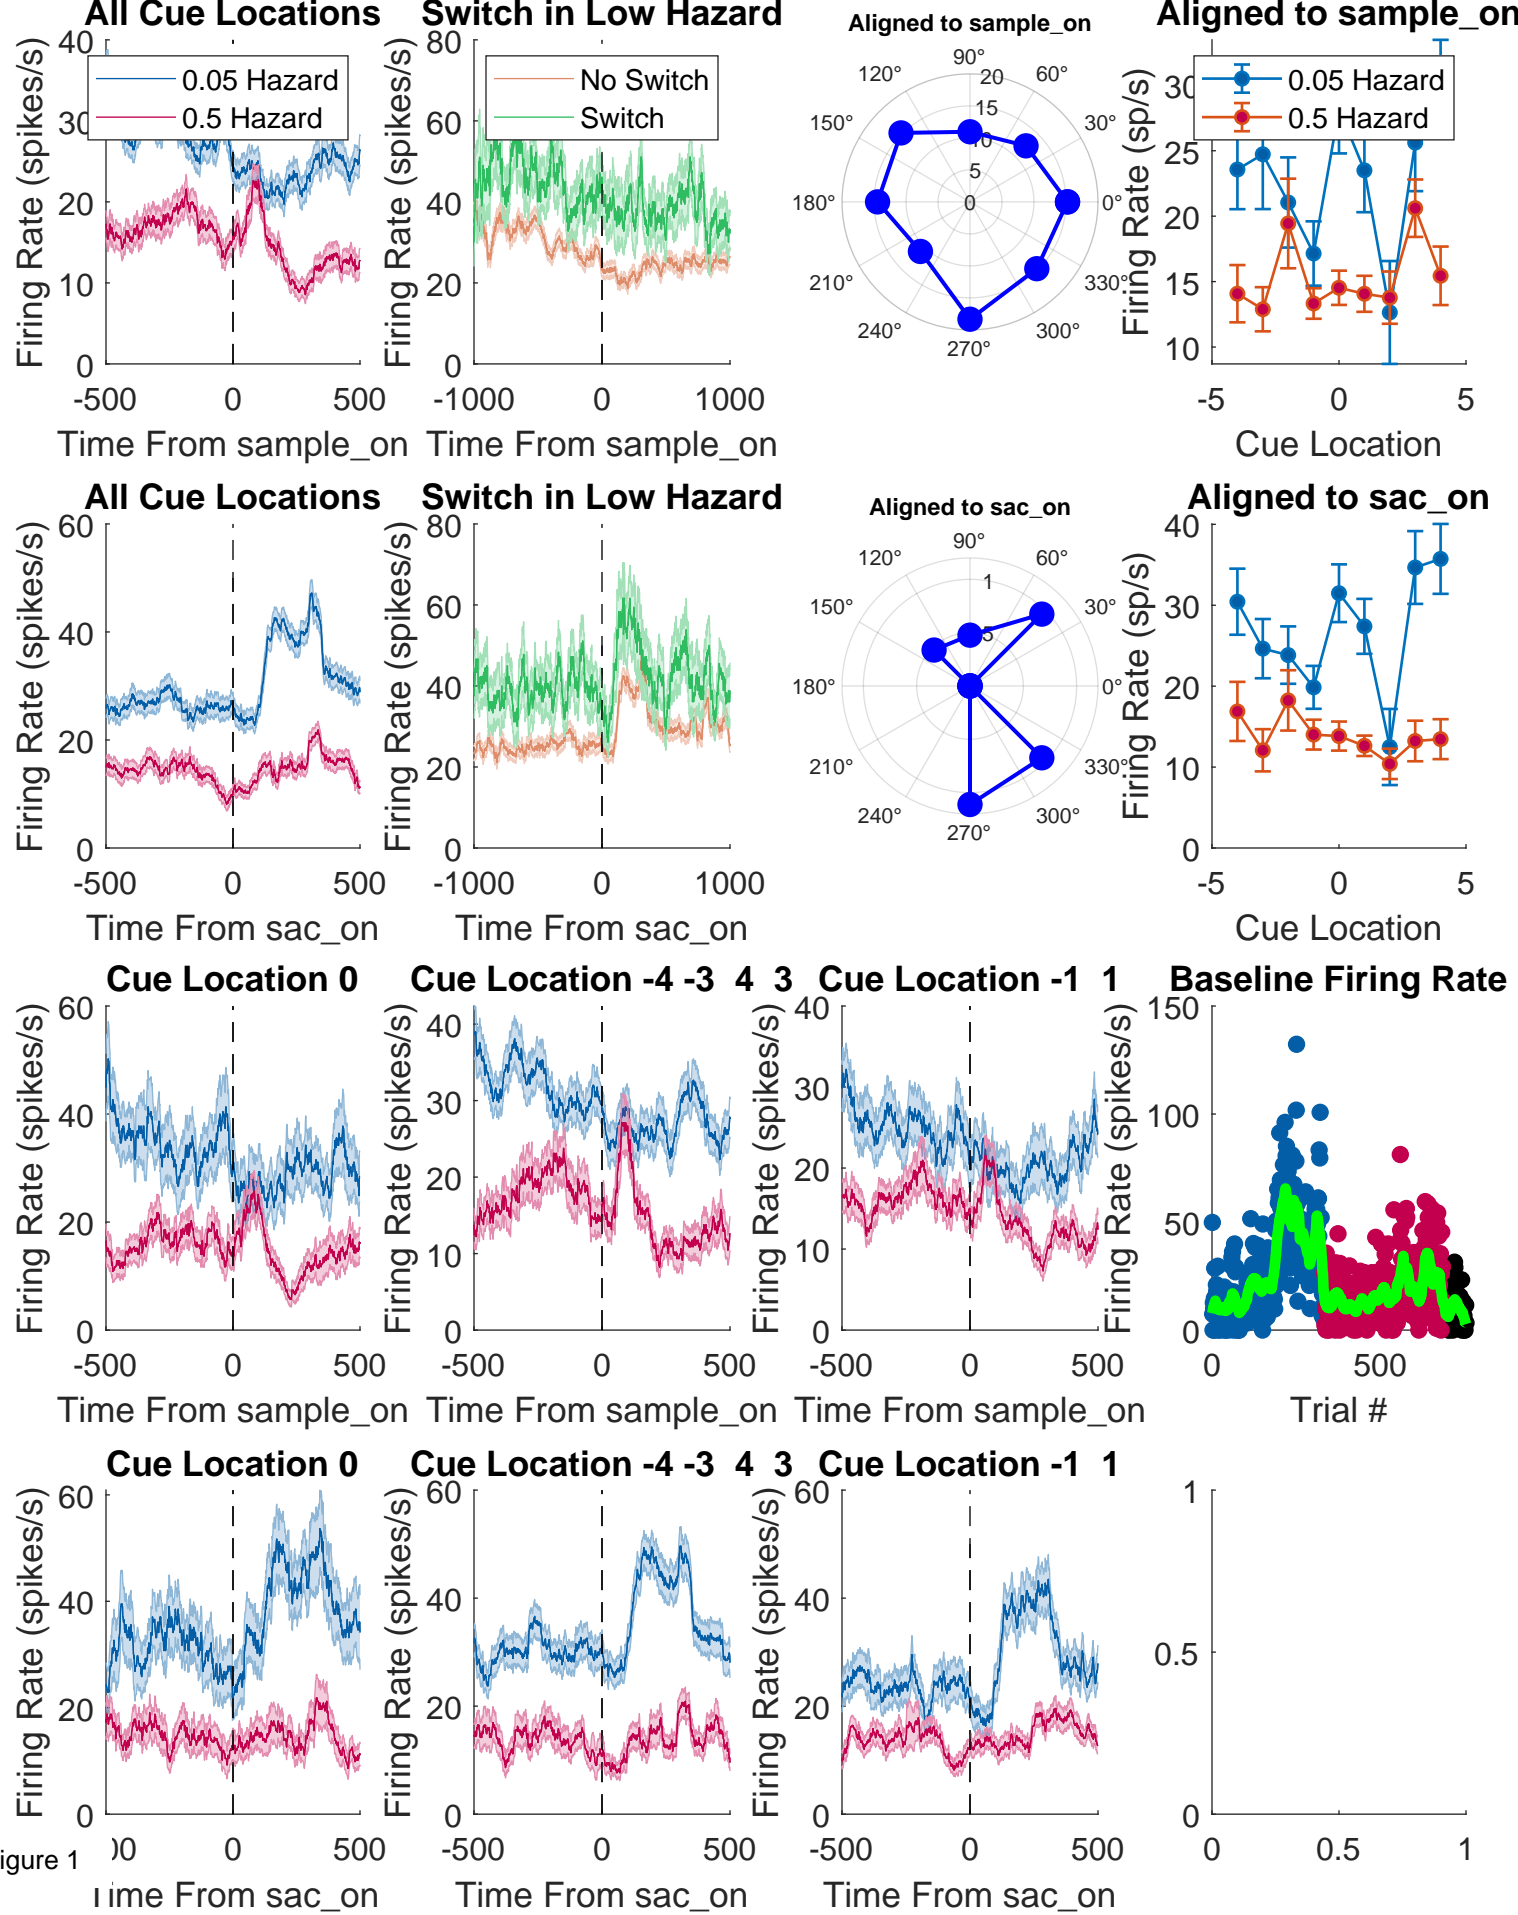 All Cue Locations
Switch in Low Hazard
Aligned to sample_on
Aligned to sample_on
Firing Rate (spikes/s)
40
30
20
10
0
0.05 Hazard
0.5 Hazard
-500
0
500
Time From sample_on
Firing Rate (spikes/s)
80
60
40
20
0
No Switch
Switch
-1000
0
1000
Time From sample_on
90°
120°
60°
150°
30°
180°
0°
210°
330°
240°
300°
270°
20
15
10
5
0
Firing Rate (sp/s)
30
25
20
15
10
0.05 Hazard
0.5 Hazard
-5
0
5
Cue Location
All Cue Locations
Switch in Low Hazard
Aligned to sac_on
Aligned to sac_on
Firing Rate (spikes/s)
60
40
20
0
-500
0
500
Time From sac_on
Firing Rate (spikes/s)
80
60
40
20
0
-1000
0
1000
Time From sac_on
90°
120°
60°
150°
30°
180°
0°
210°
330°
240°
300°
270°
1
5
Firing Rate (sp/s)
40
30
20
10
0
-5
0
5
Cue Location
Cue Location 0
Cue Location -4 -3 4 3
Cue Location -1 1
Baseline Firing Rate
Firing Rate (spikes/s)
60
40
20
0
-500
0
500
Time From sample_on
Firing Rate (spikes/s)
40
30
20
10
0
-500
0
500
Time From sample_on
Firing Rate (spikes/s)
40
30
20
10
0
-500
0
500
Time From sample_on
Firing Rate (spikes/s)
150
100
50
0
0
500
Trial #
Cue Location 0
Cue Location -4 -3 4 3
Cue Location -1 1
Firing Rate (spikes/s)
60
40
20
0
00
0
500
Time From sac_on
Firing Rate (spikes/s)
60
40
20
0
-500
0
500
Time From sac_on
Firing Rate (spikes/s)
60
40
20
0
-500
0
500
Time From sac_on
1
0.5
0
0
0.5
1
igure 1